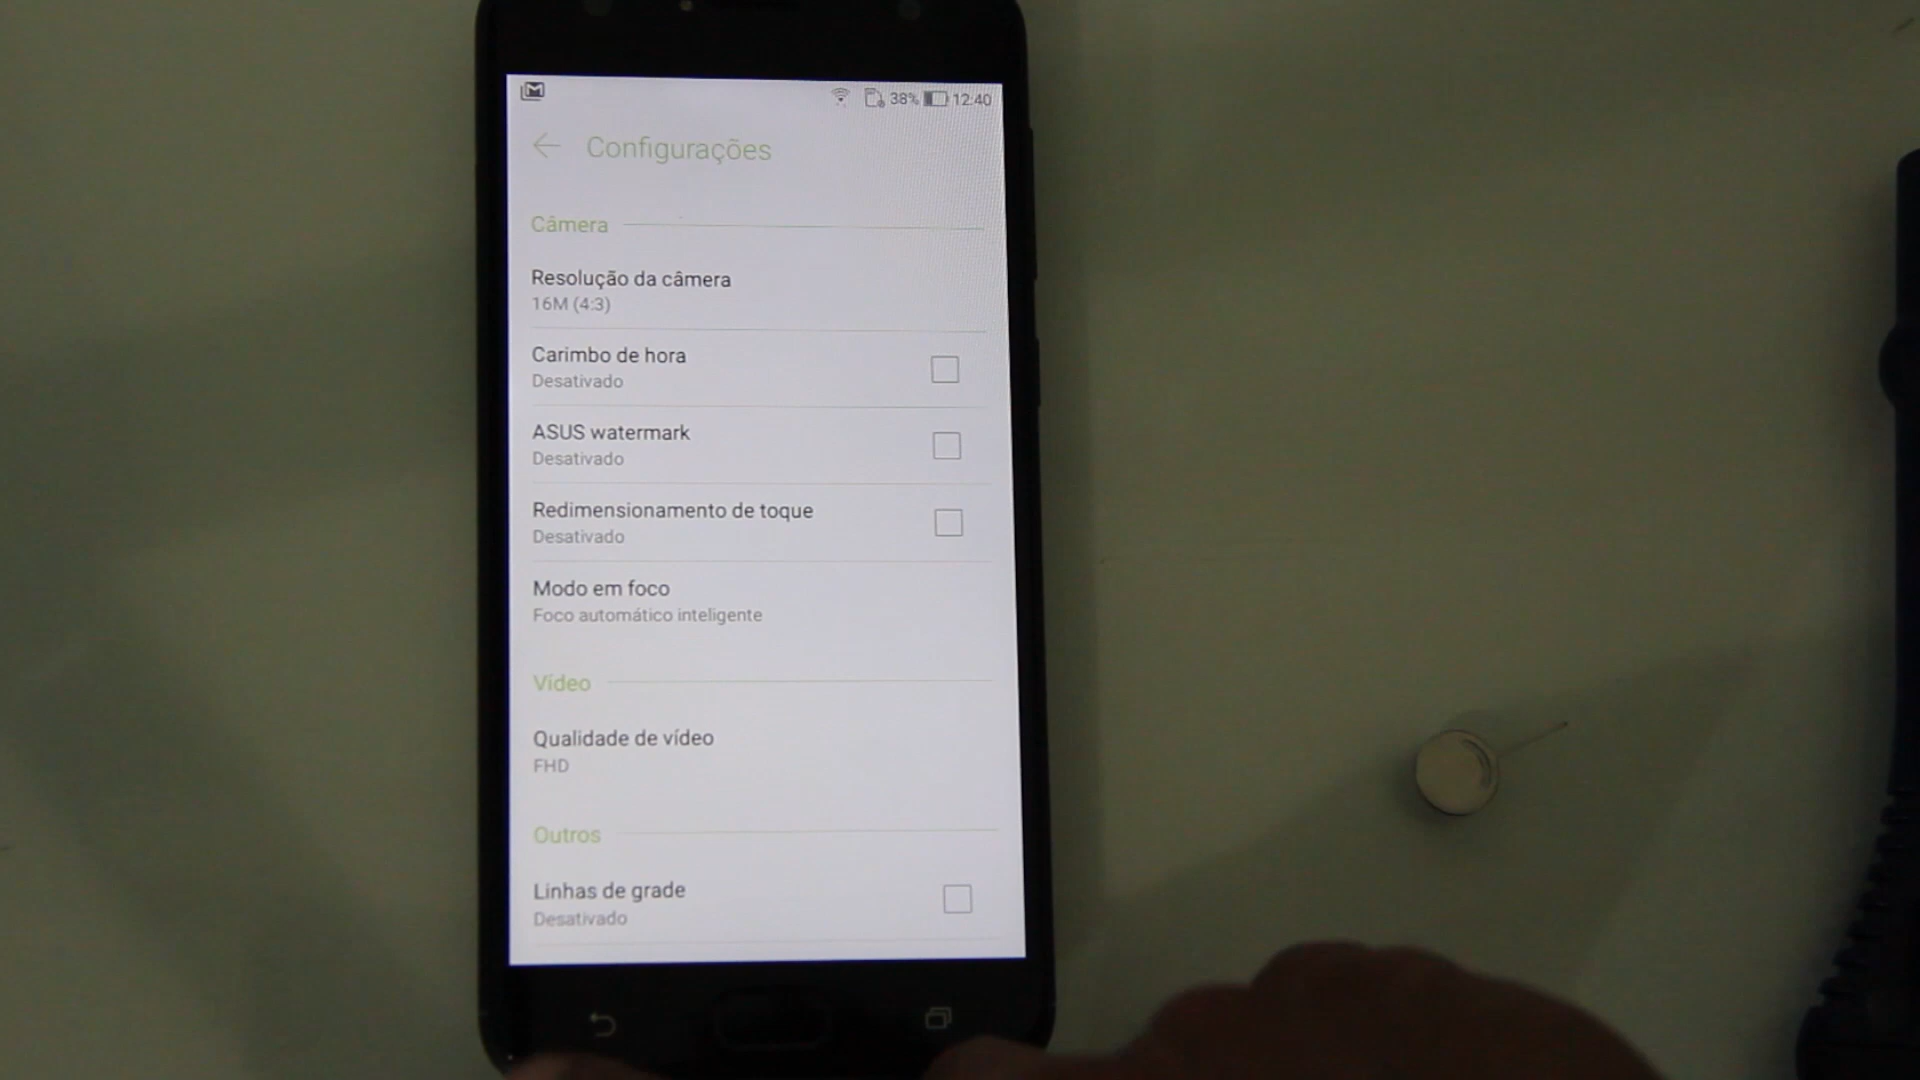 38% 12:40
Configurações
Câmera
Resolução da câmera
16M (4:3)
Carimbo de hora
Desativado
ASUS watermark
Desativado
Redimensionamento de toque
Desativado
Modo em foco
Foco automático inteligente
Vídeo
Qualidade de vídeo
FHD
Outros
Linhas de grade
Desativado